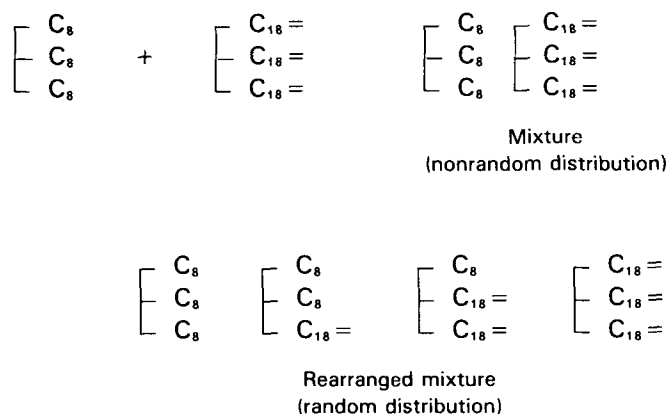 C₈ C₁₈= C₈ C₁₈=
C₈ + C₁₈= C₈ C₁₈=
C₈ C₁₈= C₈ C₁₈=
Mixture
(nonrandom distribution)
C₈ C₈ C₈ C₁₈=
C₈ C₈ C₁₈= C₁₈=
C₈ C₁₈= C₁₈= C₁₈=
Rearranged mixture
(random distribution)